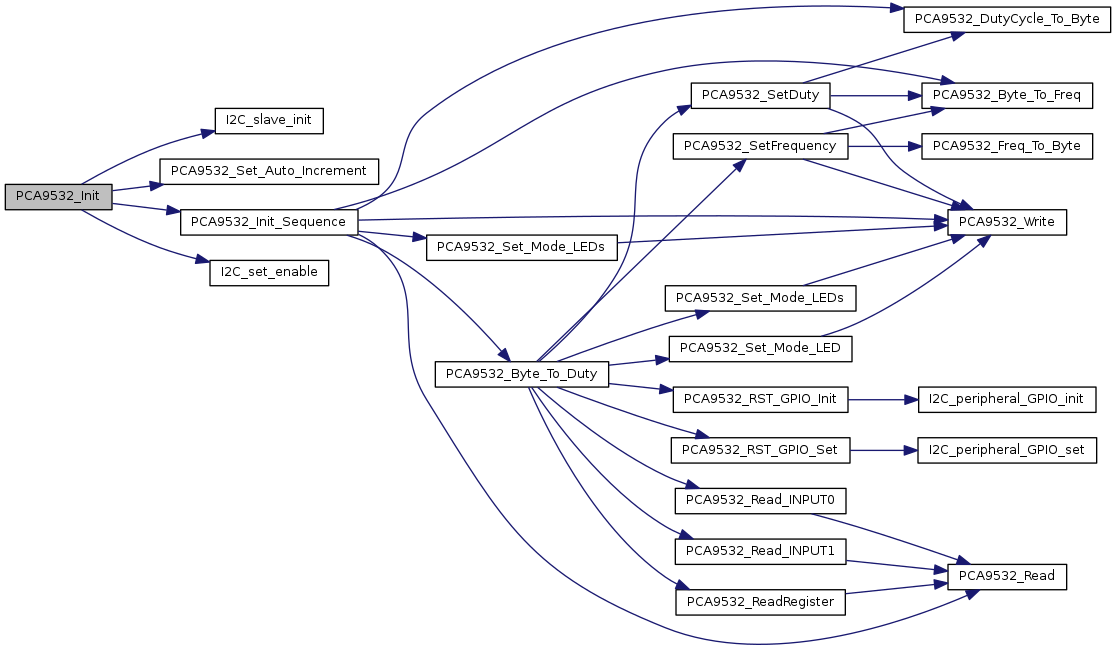 PCA9532_DutyCycle_To_Byte
PCA9532_SetDuty
PCA9532_Byte_To_Freq
I2C_slave_init
PCA9532_SetFrequency
PCA9532_Freq_To_Byte
PCA9532_Set_Auto_Increment
PCA9532_Init
PCA9532_Init_Sequence
PCA9532_Write
PCA9532_Set_Mode_LEDs
I2C_set_enable
PCA9532_Set_Mode_LEDs
PCA9532_Set_Mode_LED
PCA9532_Byte_To_Duty
PCA9532_RST_GPIO_Init
I2C_peripheral_GPIO_init
PCA9532_RST_GPIO_Set
I2C_peripheral_GPIO_set
PCA9532_Read_INPUT0
PCA9532_Read_INPUT1
PCA9532_Read
PCA9532_ReadRegister